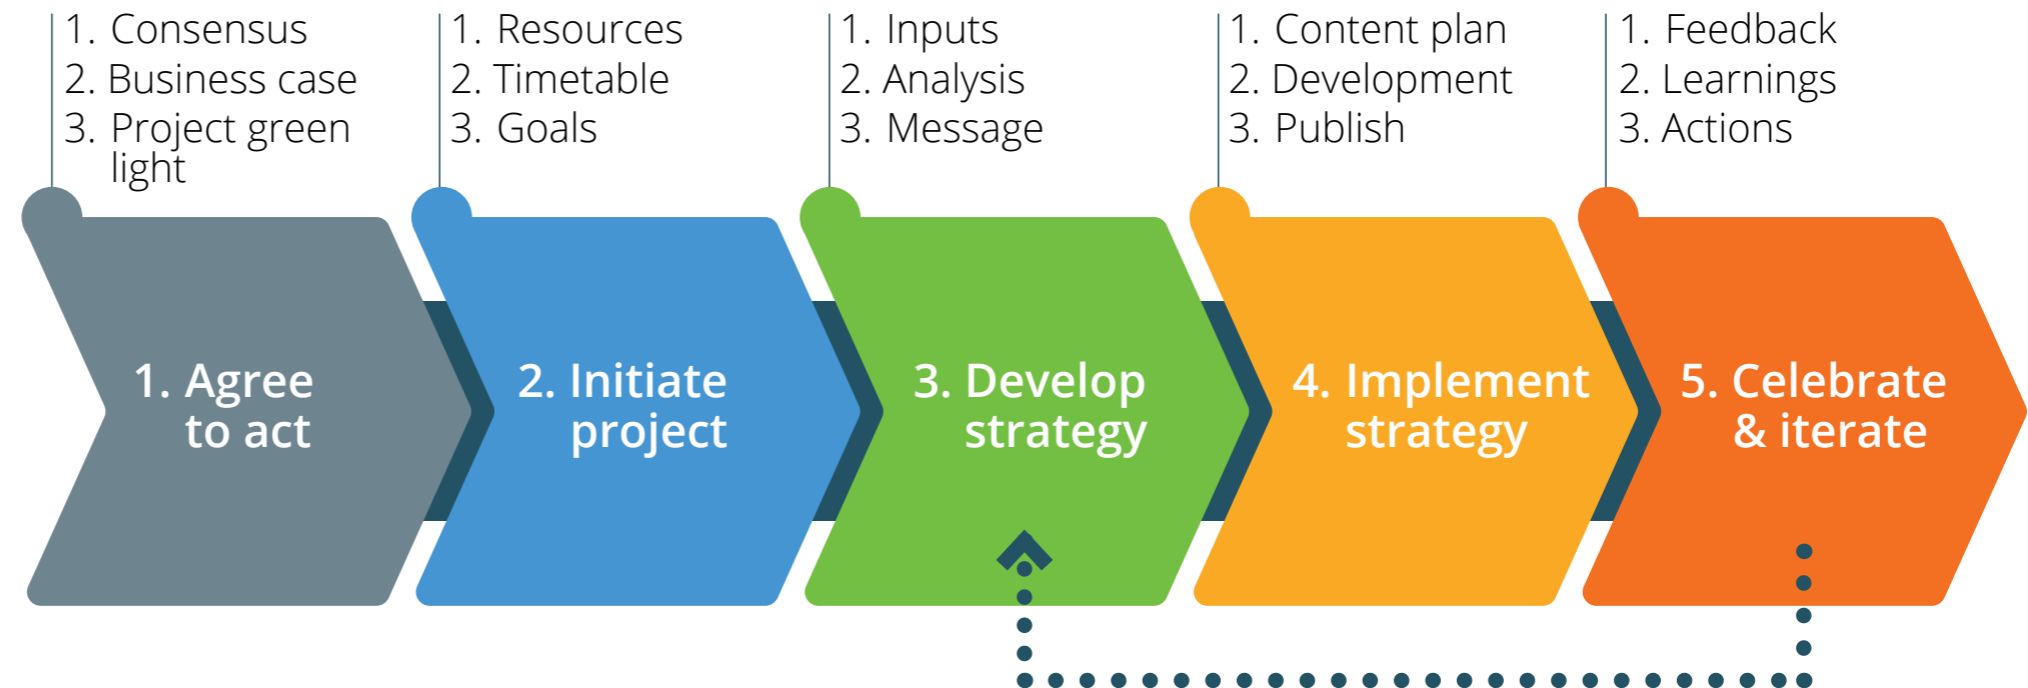 1. Consensus
2. Business case
3. Project green
light
1. Resources
2. Timetable
3. Goals
1. Inputs
2. Analysis
3. Message
1. Content plan
2. Development
3. Publish
1. Feedback
2. Learnings
3. Actions
1. Agree
to act
2. Initiate
project
3. Develop
strategy
4. Implement
strategy
5. Celebrate
& iterate